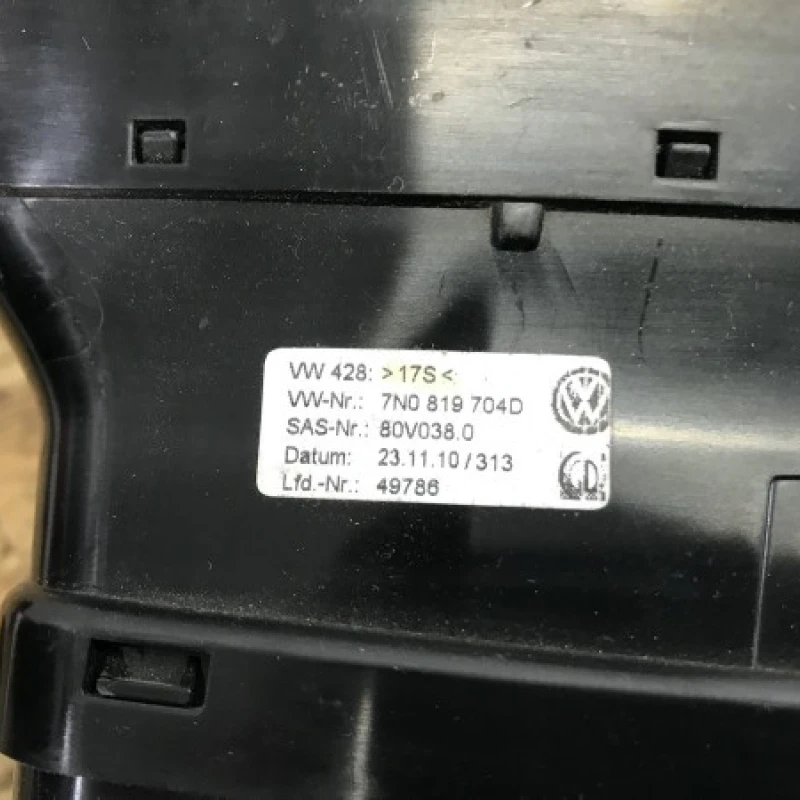 VW 428: >17S<
VW-Nr.: 7N0 819 704D
SAS-Nr.: 80V038.0
Datum: 23.11.10/313
Lfd.-Nr.: 49786